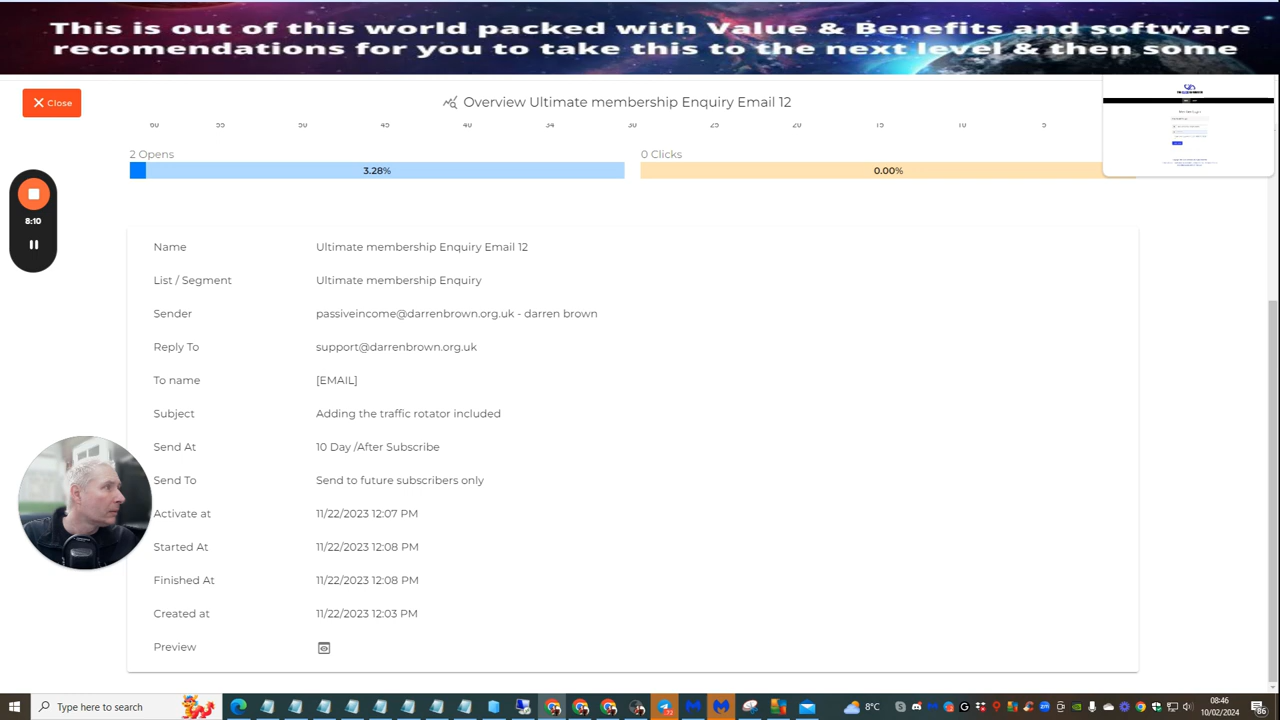 This is out of this world packed with Value & Benefits and software
recomendations for you to take this to the next level & then some
Close
Overview Ultimate membership Enquiry Email 12
60 55 50 45 40 34 30 25 20 15 10 5
2 Opens
0 Clicks
3.28%
0.00%
8:10
Name Ultimate membership Enquiry Email 12
List / Segment Ultimate membership Enquiry
Sender passiveincome@darrenbrown.org.uk - darren brown
Reply To support@darrenbrown.org.uk
To name [EMAIL]
Subject Adding the traffic rotator included
Send At 10 Day /After Subscribe
Send To Send to future subscribers only
Activate at 11/22/2023 12:07 PM
Started At 11/22/2023 12:08 PM
Finished At 11/22/2023 12:08 PM
Created at 11/22/2023 12:03 PM
Preview
Type here to search
8°C
08:46
10/02/2024